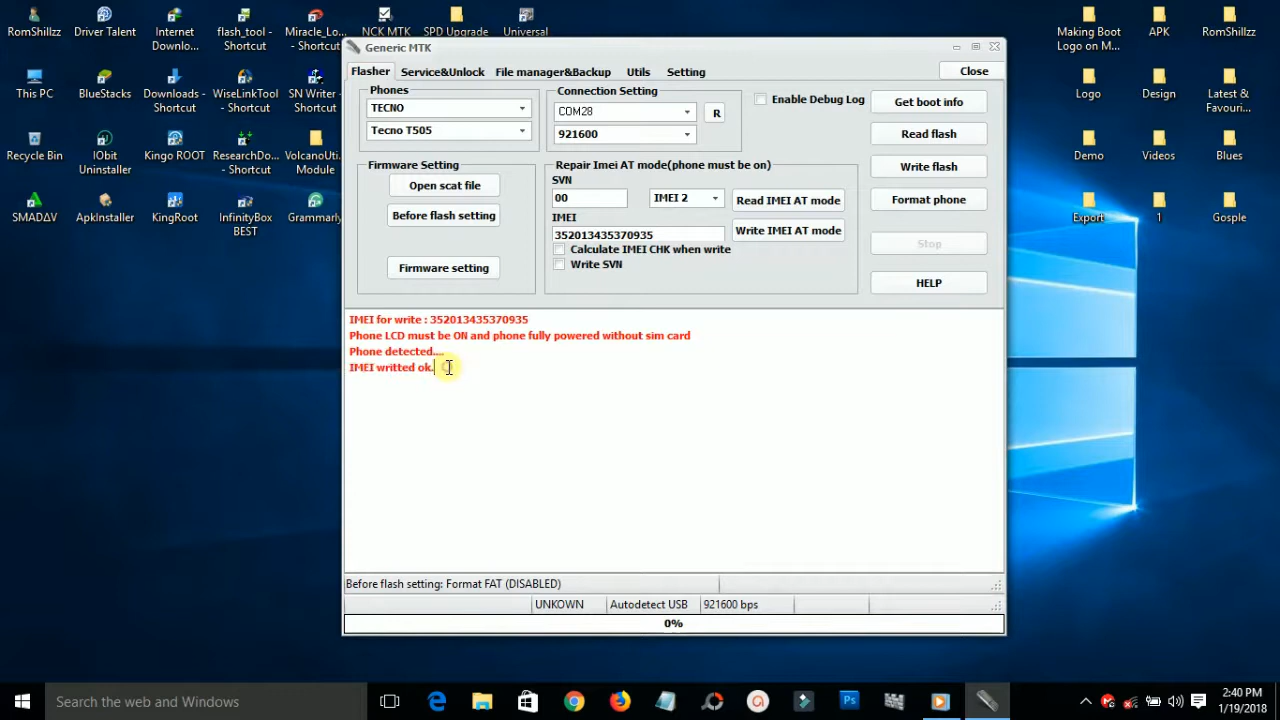 RomShillz
Driver Talent
Internet
Downlo...
flash_tool -
Shortcut
Miracle_Lo...
- Shortcut
NCK MTK
SPD Upgrade
Universal
Making Boot
Logo on M...
APK
RomShillz
This PC
BlueStacks
Downloads -
Shortcut
WiseLinkTool
- Shortcut
SN Writer -
Shortcut
Logo
Design
Latest &
Favouri...
Recycle Bin
IObit
Uninstaller
Kingo ROOT
ResearchDo...
- Shortcut
VolcanoUti...
Module
Demo
Videos
Blues
SMADΔV
ApkInstaller
KingRoot
InfinityBox
BEST
Grammarly
Export
1
Gosple
Generic MTK
Flasher
Service&Unlock
File manager&Backup
Utils
Setting
Close
Phones
TECNO
Tecno T505
Connection Setting
COM28
R
921600
Enable Debug Log
Get boot info
Read flash
Write flash
Format phone
Stop
HELP
Firmware Setting
Open scat file
Before flash setting
Firmware setting
Repair Imei AT mode(phone must be on)
SVN
00
IMEI 2
Read IMEI AT mode
IMEI
352013435370935
Write IMEI AT mode
Calculate IMEI CHK when write
Write SVN
IMEI for write : 352013435370935
Phone LCD must be ON and phone fully powered without sim card
Phone detected....
IMEI writted ok.
Before flash setting: Format FAT (DISABLED)
UNKOWN
Autodetect USB
921600 bps
0%
Search the web and Windows
Ps
2:40 PM
1/19/2018